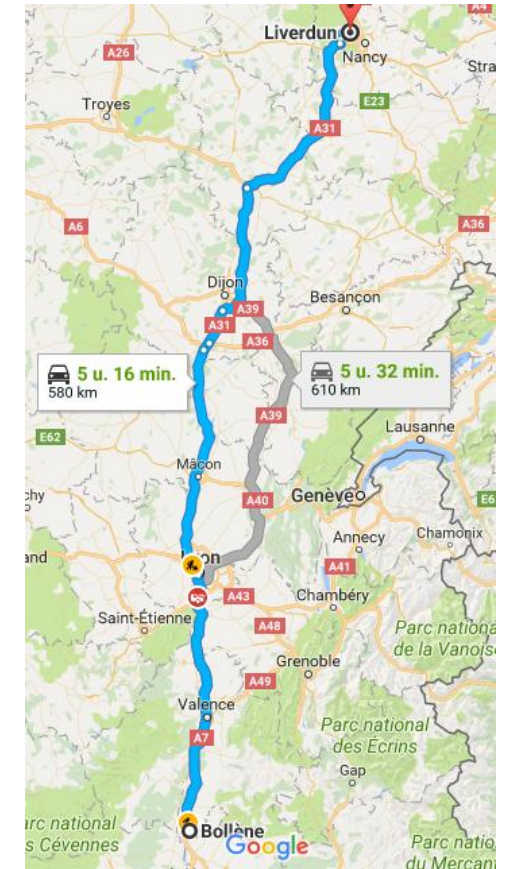 A4
Liverdun
A26
Nancy
Stra
Troyes
E23
A31
A6
A36
Dijon
Besançon
A39
A31
A36
5 u. 16 min.
580 km
5 u. 32 min.
610 km
A39
Lausanne
E62
Mâcon
Genève
E6
chy
A40
Annecy
Chamonix
and
A41
A43
Chambéry
Saint-Étienne
A48
Parc nationa
de la Vanois
Grenoble
A49
Valence
Parc national
des Écrins
A7
Gap
arc national
s Cévennes
Bollène
Google
Parc natio
du Mercant